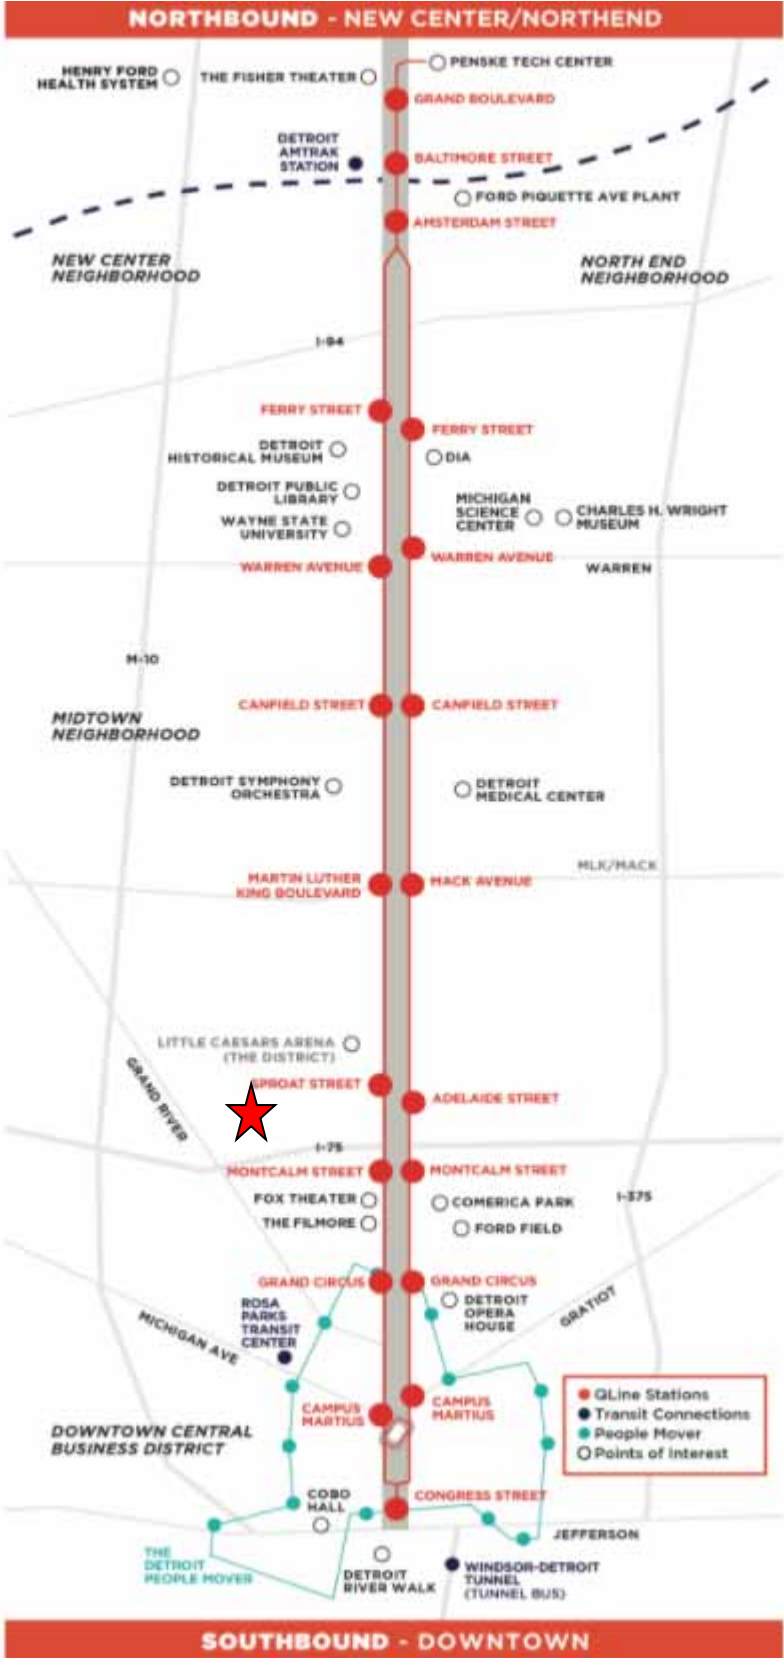 NORTHBOUND - NEW CENTER/NORTHEND
PENSKE TECH CENTER
HENRY FORD
HEALTH SYSTEM
THE FISHER THEATER
GRAND BOULEVARD
DETROIT
AMTRAK
STATION
BALTIMORE STREET
FORD PIQUETTE AVE PLANT
AMSTERDAM STREET
NEW CENTER
NEIGHBORHOOD
NORTH END
NEIGHBORHOOD
I-94
FERRY STREET
FERRY STREET
DETROIT
HISTORICAL MUSEUM
DIA
DETROIT PUBLIC
LIBRARY
MICHIGAN
SCIENCE
CENTER
CHARLES H. WRIGHT
MUSEUM
WAYNE STATE
UNIVERSITY
WARREN AVENUE
WARREN AVENUE
WARREN
M-10
CANFIELD STREET
CANFIELD STREET
MIDTOWN
NEIGHBORHOOD
DETROIT SYMPHONY
ORCHESTRA
DETROIT
MEDICAL CENTER
MLK/MACK
MARTIN LUTHER
KING BOULEVARD
MACK AVENUE
LITTLE CAESARS ARENA
(THE DISTRICT)
GRAND RIVER
SPROAT STREET
ADELAIDE STREET
I-75
MONTCALM STREET
MONTCALM STREET
FOX THEATER
COMERICA PARK
I-375
THE FILMORE
FORD FIELD
GRAND CIRCUS
GRAND CIRCUS
ROSA
PARKS
TRANSIT
CENTER
DETROIT
OPERA
HOUSE
GRATIOT
MICHIGAN AVE
CAMPUS
MARTIUS
CAMPUS
MARTIUS
QLine Stations
Transit Connections
People Mover
Points of Interest
DOWNTOWN CENTRAL
BUSINESS DISTRICT
COBO
HALL
CONGRESS STREET
JEFFERSON
THE
DETROIT
PEOPLE MOVER
DETROIT
RIVER WALK
WINDSOR-DETROIT
TUNNEL
(TUNNEL BUS)
SOUTHBOUND - DOWNTOWN